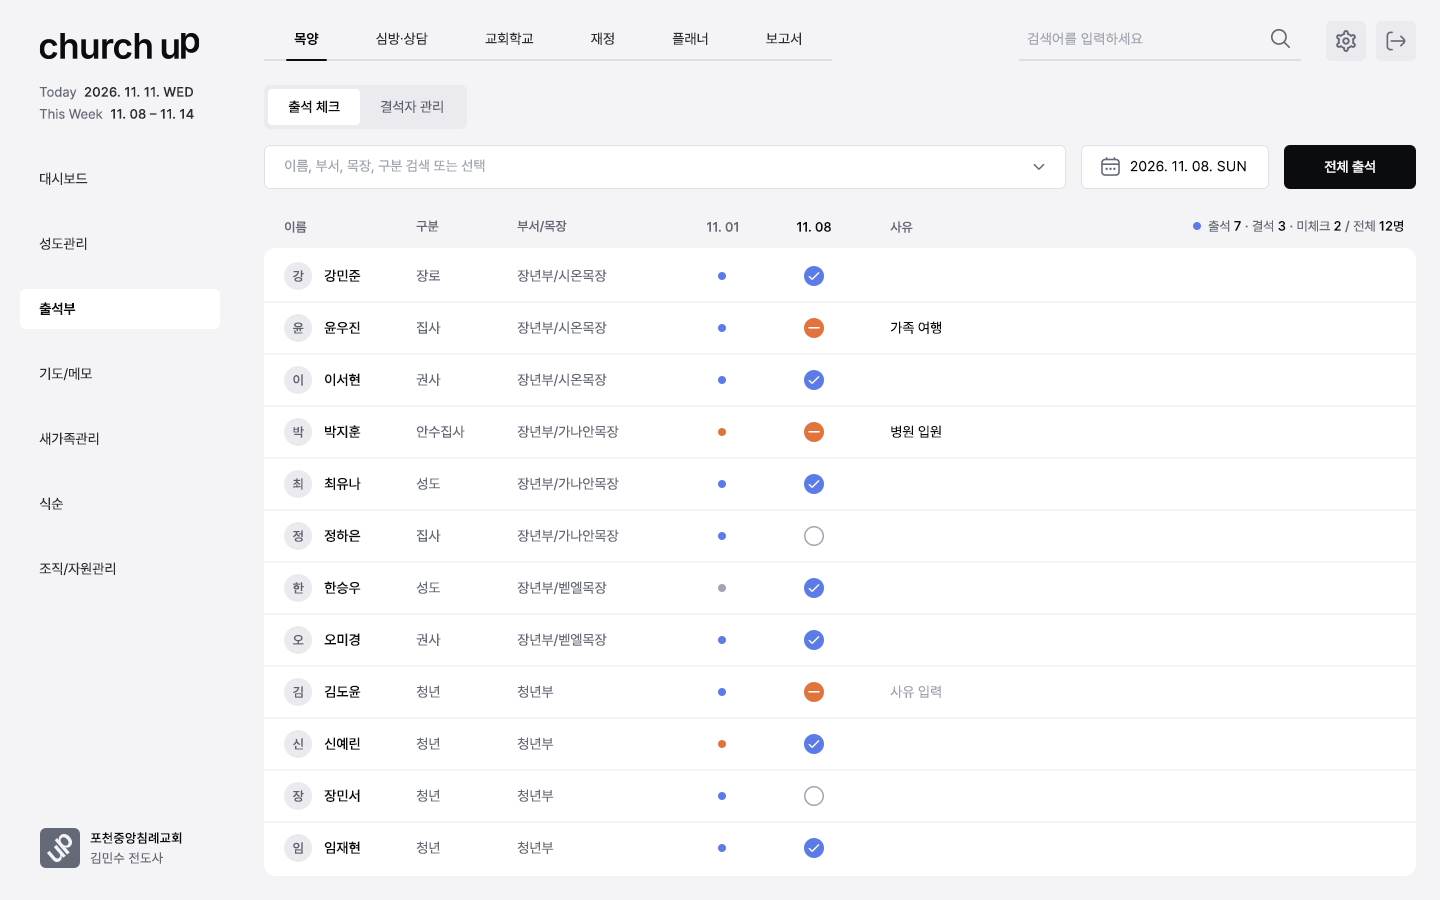 church up
목양 심방·상담 교회학교 재정 플래너 보고서
검색어를 입력하세요
Today 2026. 11. 11. WED
This Week 11. 08 – 11. 14
대시보드
성도관리
출석부
기도/메모
새가족관리
식순
조직/자원관리
up
포천중앙침례교회
김민수 전도사
출석 체크 결석자 관리
이름, 부서, 목장, 구분 검색 또는 선택
2026. 11. 08. SUN
전체 출석
이름 구분 부서/목장 11. 01 11. 08 사유 출석 7 · 결석 3 · 미체크 2 / 전체 12명
강 강민준 장로 장년부/시온목장
윤 윤우진 집사 장년부/시온목장 가족 여행
이 이서현 권사 장년부/시온목장
박 박지훈 안수집사 장년부/가나안목장 병원 입원
최 최유나 성도 장년부/가나안목장
정 정하은 집사 장년부/가나안목장
한 한승우 성도 장년부/벧엘목장
오 오미경 권사 장년부/벧엘목장
김 김도윤 청년 청년부 사유 입력
신 신예린 청년 청년부
장 장민서 청년 청년부
임 임재현 청년 청년부